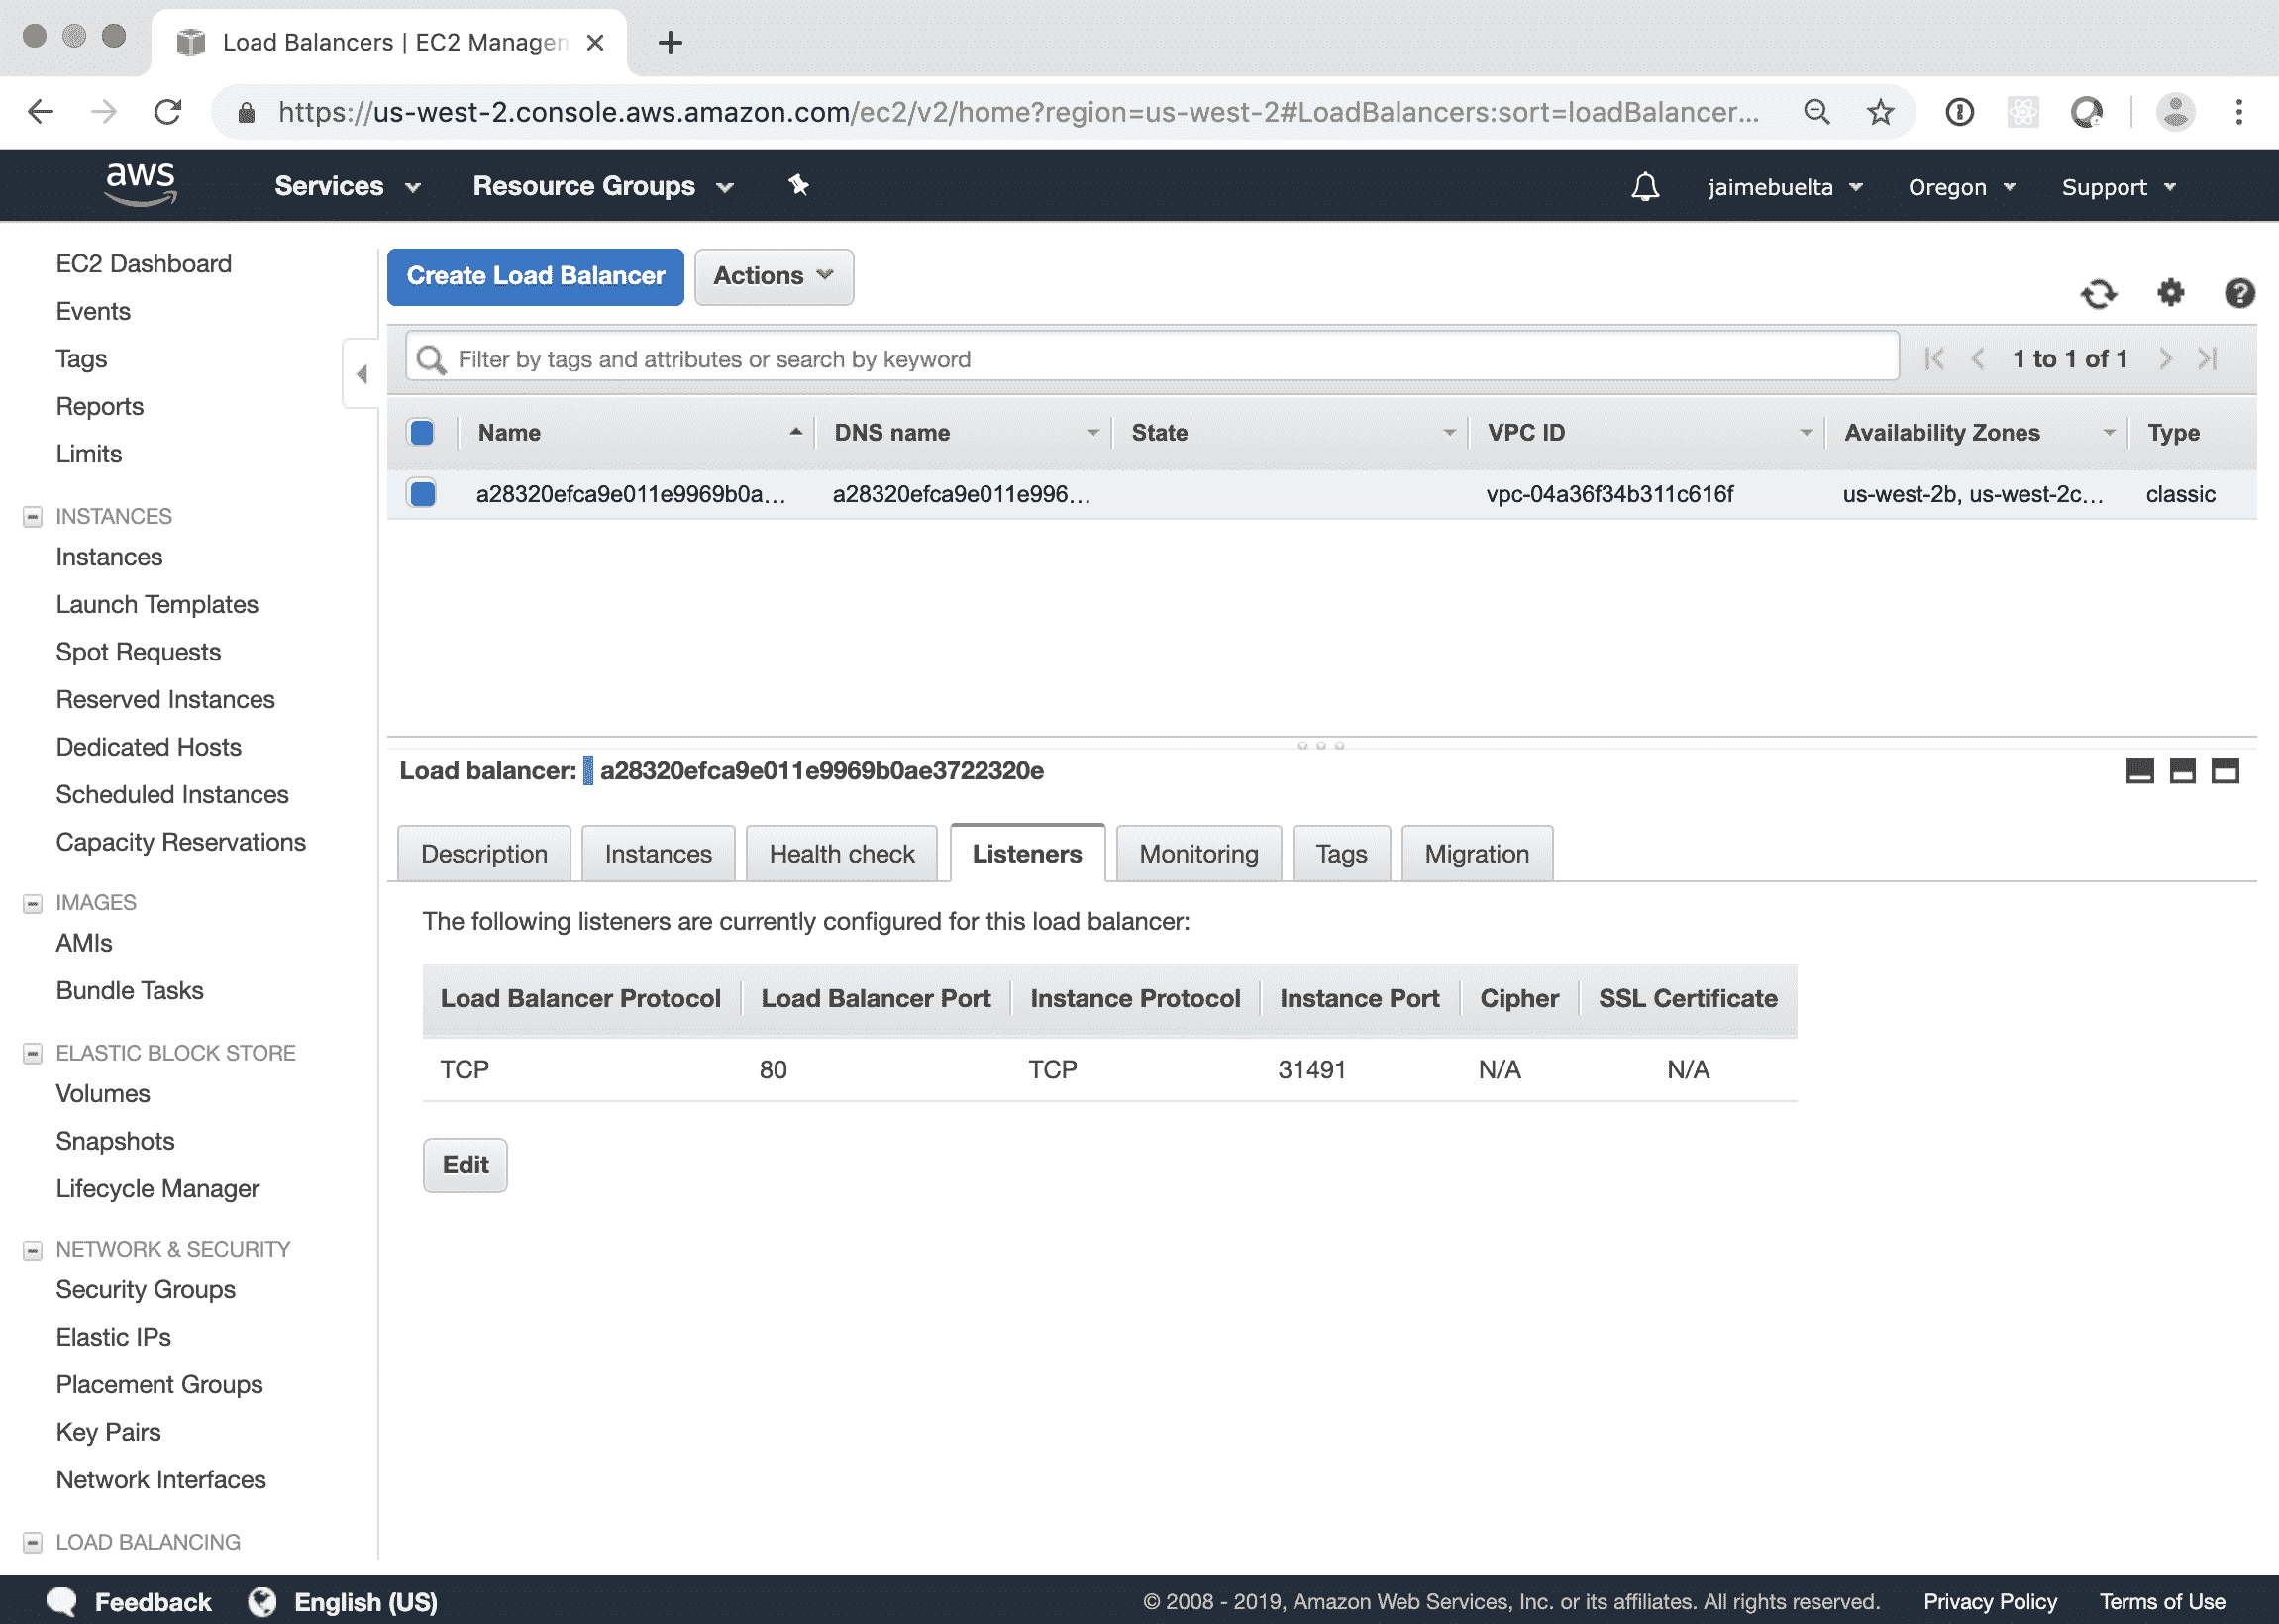 Load Balancers | EC2 Managem
https://us-west-2.console.aws.amazon.com/ec2/v2/home?region=us-west-2#LoadBalancers:sort=loadBalancer...
aws Services Resource Groups jaimebuelta Oregon Support
EC2 Dashboard
Events
Tags
Reports
Limits
INSTANCES
Instances
Launch Templates
Spot Requests
Reserved Instances
Dedicated Hosts
Scheduled Instances
Capacity Reservations
IMAGES
AMIs
Bundle Tasks
ELASTIC BLOCK STORE
Volumes
Snapshots
Lifecycle Manager
NETWORK & SECURITY
Security Groups
Elastic IPs
Placement Groups
Key Pairs
Network Interfaces
LOAD BALANCING
Create Load Balancer Actions
Filter by tags and attributes or search by keyword 1 to 1 of 1
Name DNS name State VPC ID Availability Zones Type
a28320efca9e011e9969b0a... a28320efca9e011e996... vpc-04a36f34b311c616f us-west-2b, us-west-2c... classic
Load balancer: a28320efca9e011e9969b0ae3722320e
Description Instances Health check Listeners Monitoring Tags Migration
The following listeners are currently configured for this load balancer:
Load Balancer Protocol Load Balancer Port Instance Protocol Instance Port Cipher SSL Certificate
TCP 80 TCP 31491 N/A N/A
Edit
Feedback English (US) © 2008 - 2019, Amazon Web Services, Inc. or its affiliates. All rights reserved. Privacy Policy Terms of Use